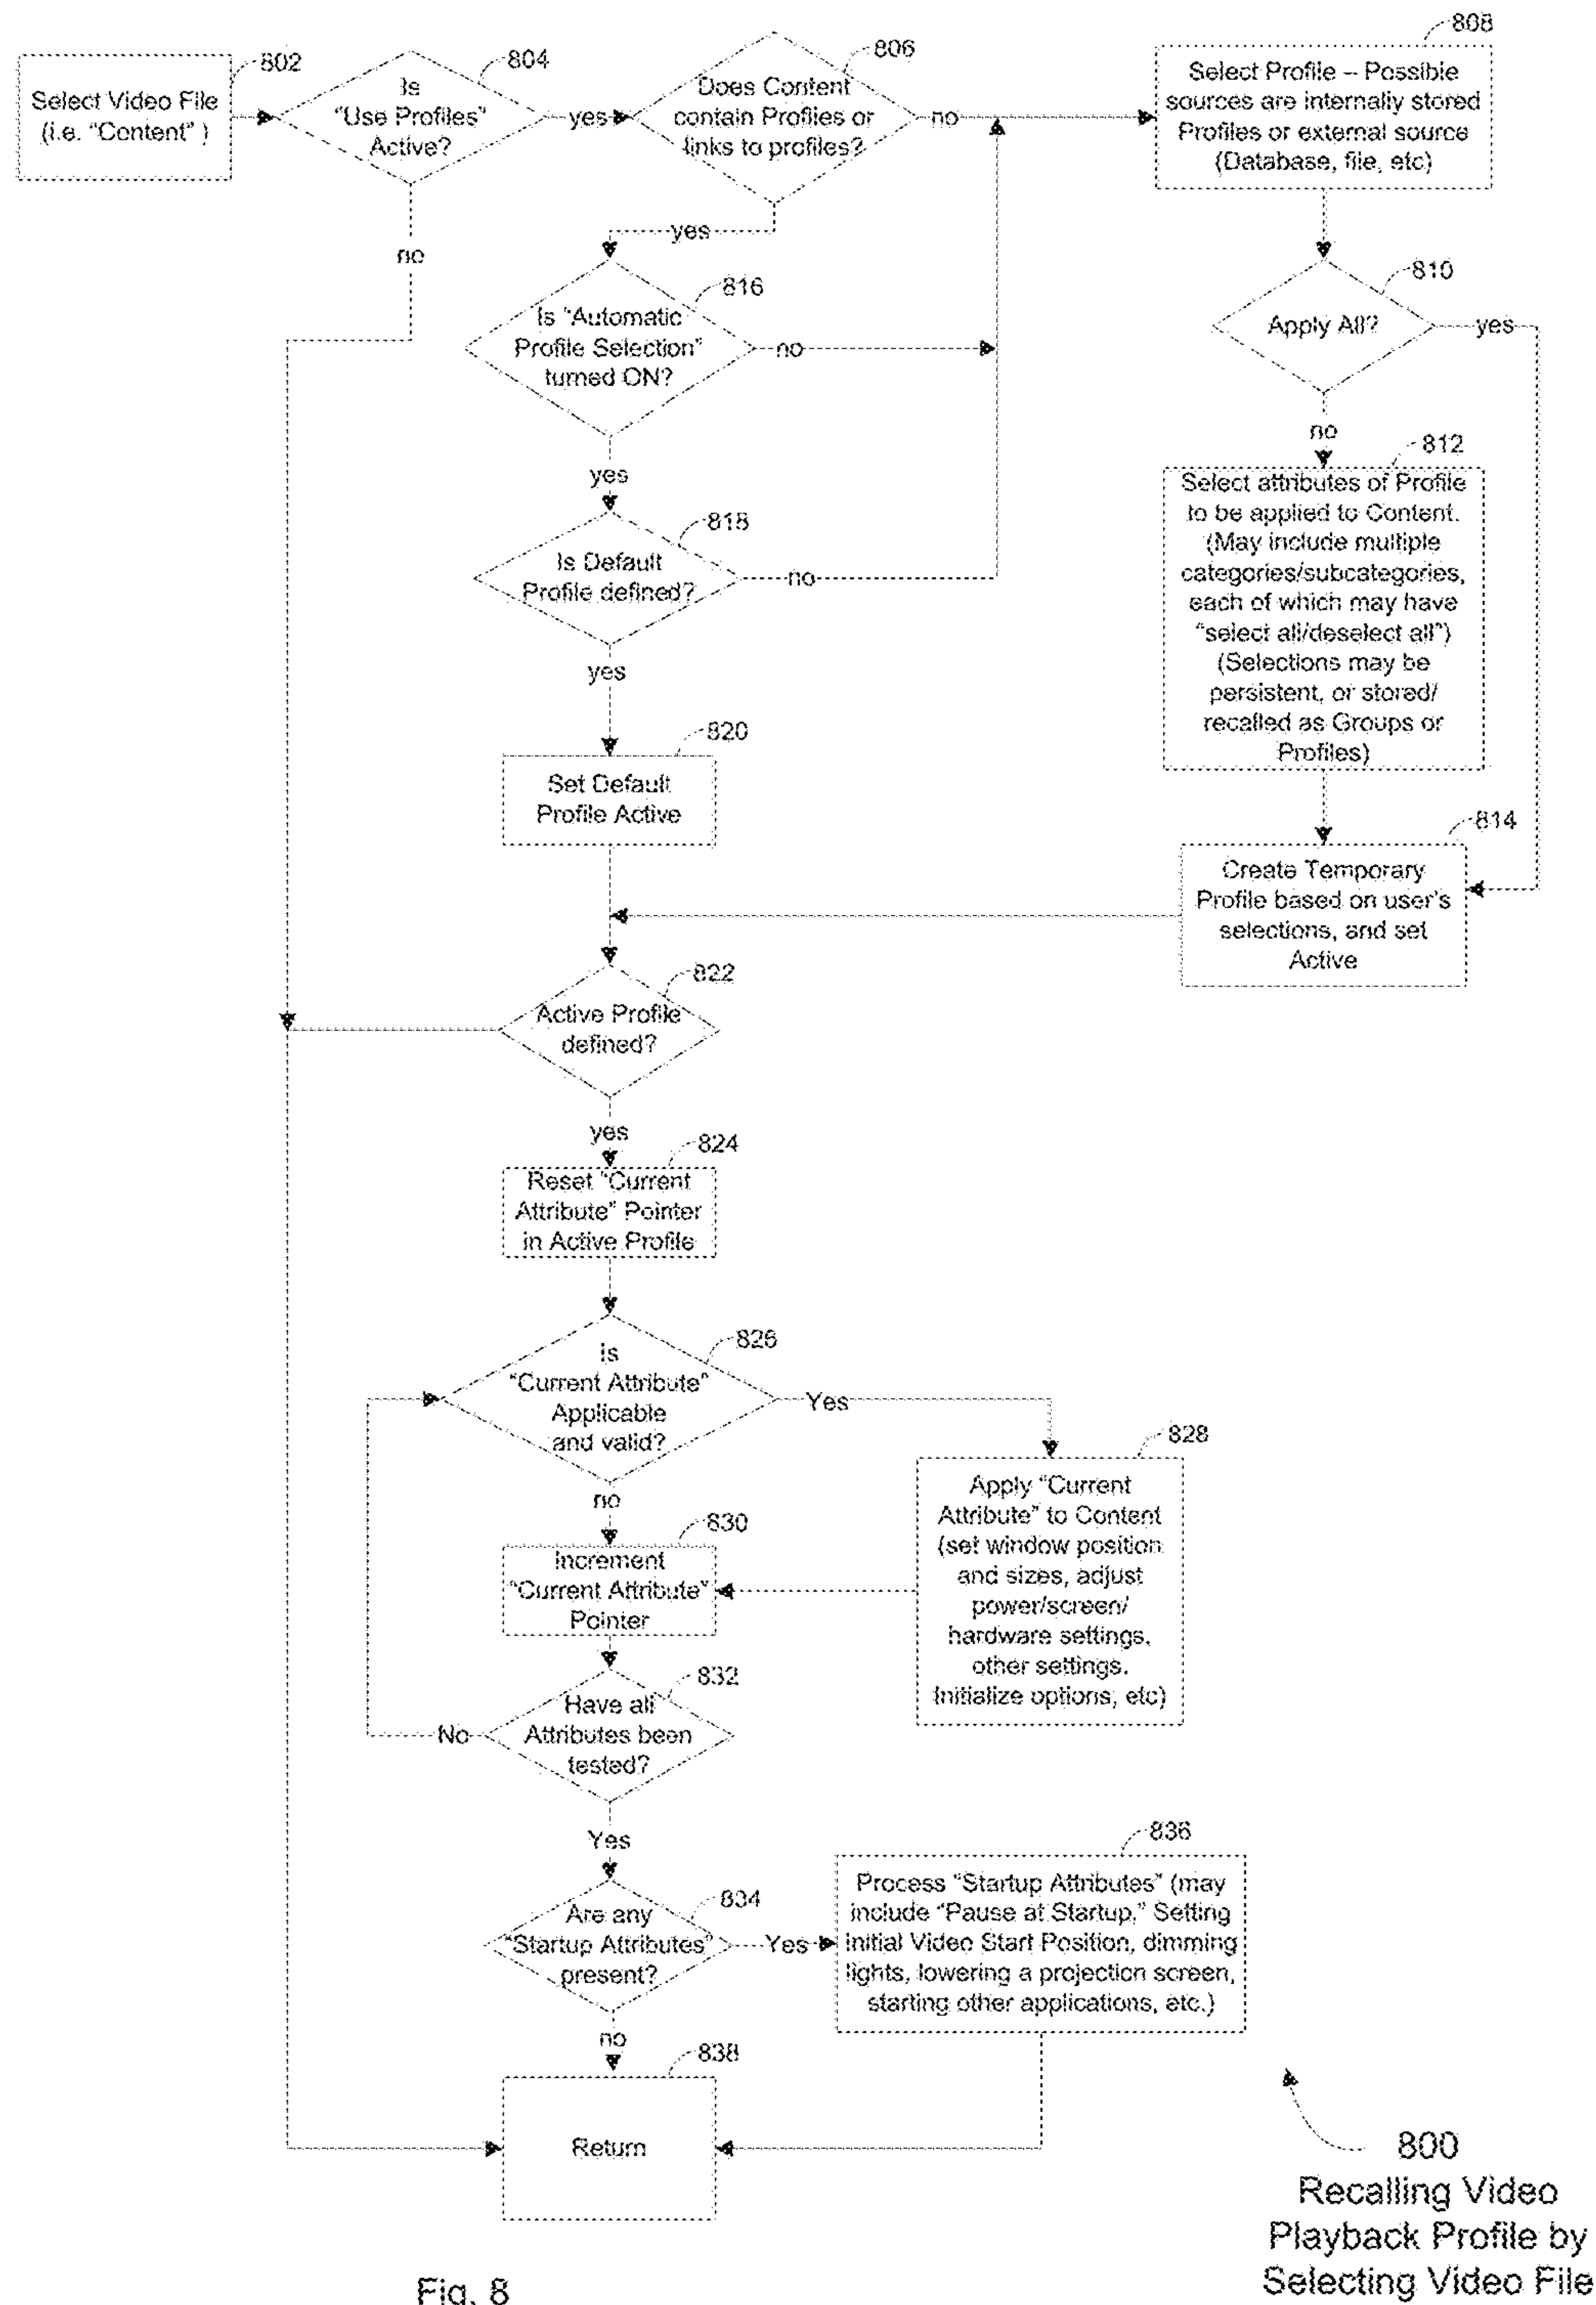 802
Select Video File
(i.e. “Content” )
804
Is
“Use Profiles”
Active?
yes
no
806
Does Content
contain Profiles or
links to profiles?
no
yes
808
Select Profile – Possible
sources are internally stored
Profiles or external source
(Database, file, etc)
810
Apply All?
yes
no
812
Select attributes of Profile
to be applied to Content.
(May include multiple
categories/subcategories,
each of which may have
“select all/deselect all”)
(Selections may be
persistent, or stored/
recalled as Groups or
Profiles)
814
Create Temporary
Profile based on user's
selections, and set
Active
816
Is “Automatic
Profile Selection”
turned ON?
no
yes
818
Is Default
Profile defined?
no
yes
820
Set Default
Profile Active
822
Active Profile
defined?
yes
824
Reset “Current
Attribute” Pointer
in Active Profile
826
Is
“Current Attribute”
Applicable
and valid?
Yes
no
828
Apply “Current
Attribute” to Content
(set window position
and sizes, adjust
power/screen/
hardware settings,
other settings.
Initialize options, etc)
830
Increment
“Current Attribute”
Pointer
832
Have all
Attributes been
tested?
No
Yes
834
Are any
“Startup Attributes”
present?
Yes
no
836
Process “Startup Attributes” (may
include “Pause at Startup,” Setting
Initial Video Start Position, dimming
lights, lowering a projection screen,
starting other applications, etc.)
838
Return
800
Recalling Video
Playback Profile by
Selecting Video File
Fig. 8